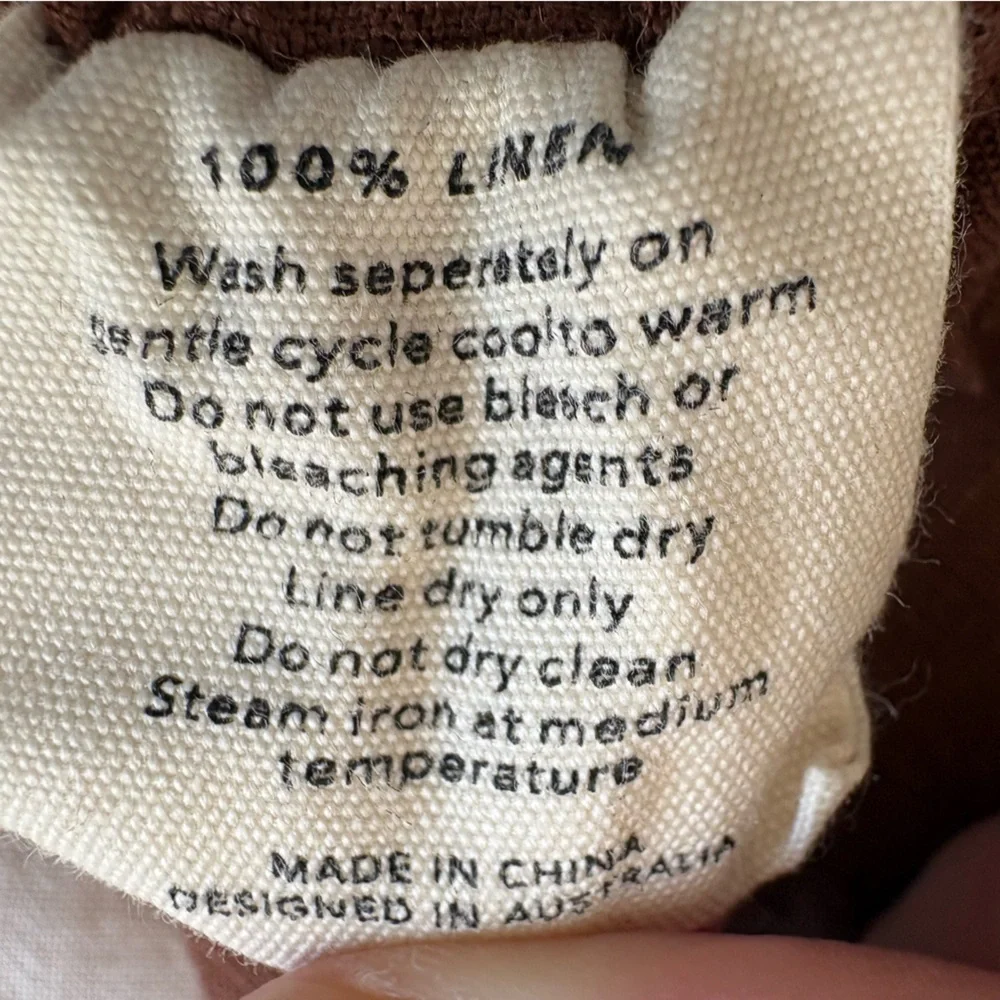 100% LINEN
Wash seperately on
gentle cycle cool to warm
Do not use bleach or
bleaching agents
Do not tumble dry
Line dry only
Do not dry clean
Steam iron at medium
temperature
MADE IN CHINA
DESIGNED IN AUSTRALIA